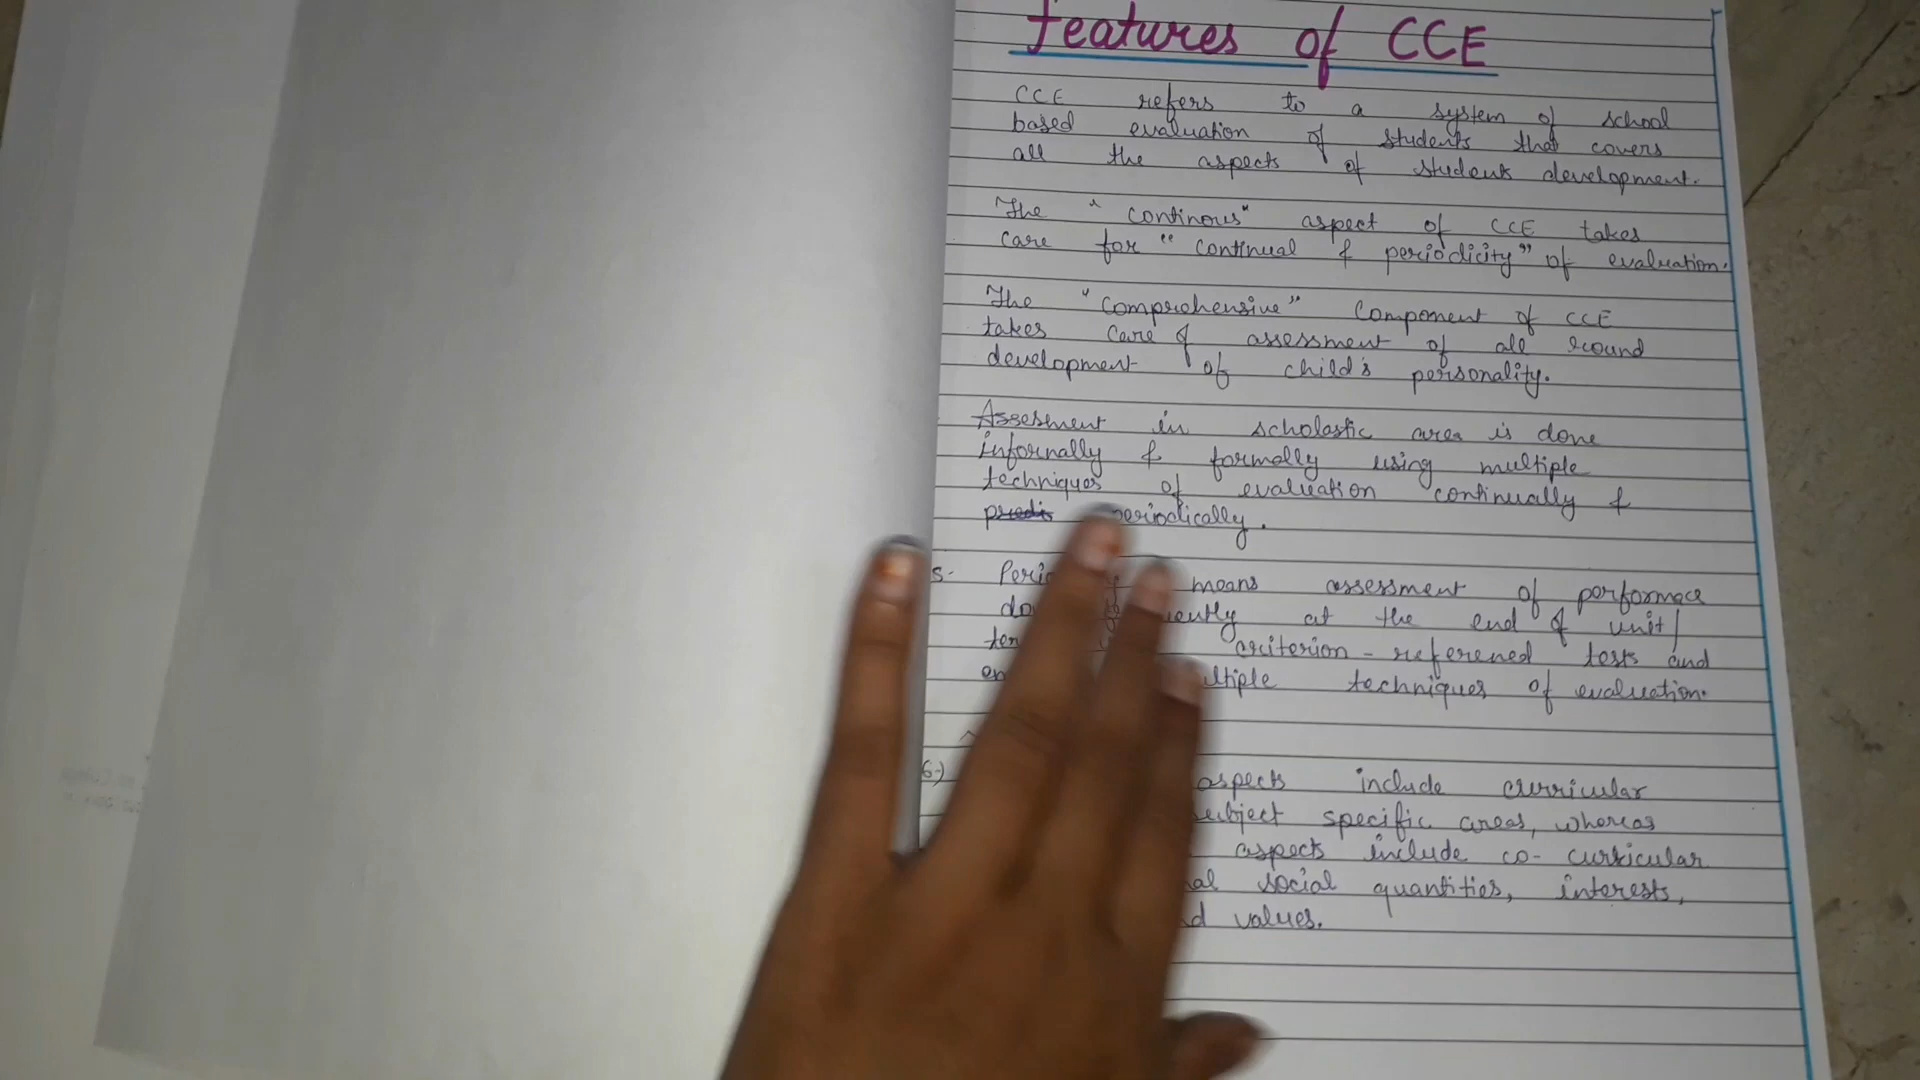 Features of CCE
CCE refers to a system of school
based evaluation of students that covers
all the aspects of students development.
The "continous" aspect of CCE takes
care for "continual & periodicity" of evaluation.
The "comprehensive" Component of CCE
takes care of assessment of all round
development of child's personality.
Assesment in scholastic area is done
informally & formally using multiple
techniques of evaluation continually &
periodically.
5. means assessment of performace
at the end of unit/
criterion-referened tests and
techniques of evaluation.
6) aspects include curricular
subject specific areas, whereas
aspects include co-curricular
social quantities, interests,
values.